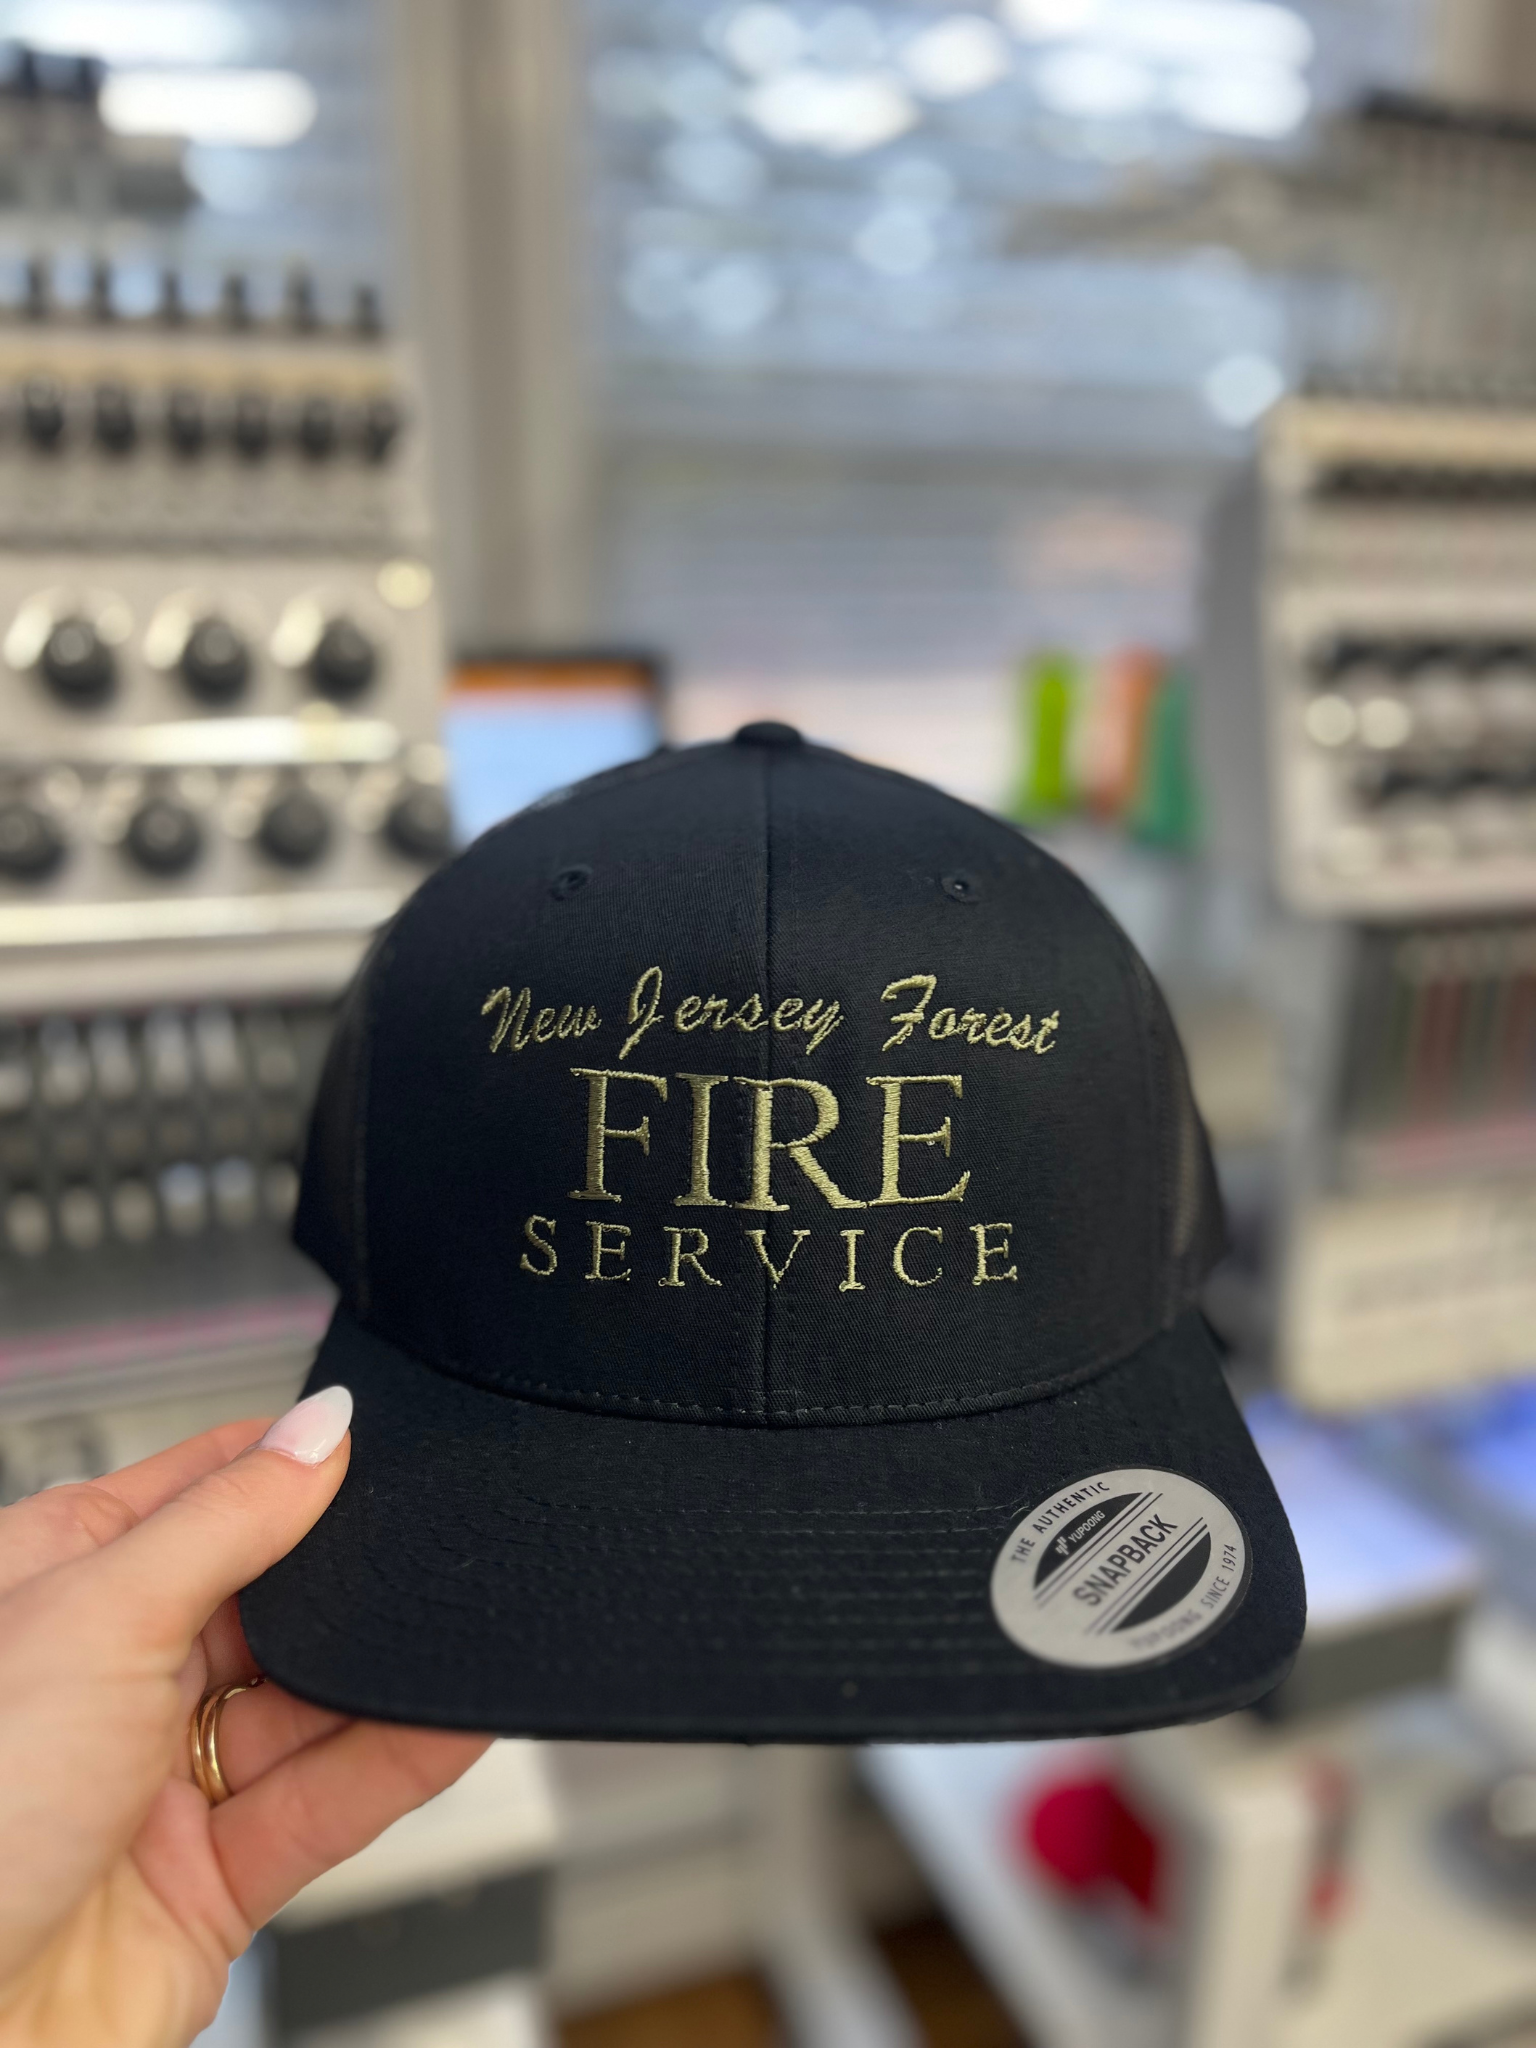 New Jersey Forest
FIRE
SERVICE
THE AUTHENTIC
YUPOONG
SNAPBACK
YUPOONG SINCE 1974